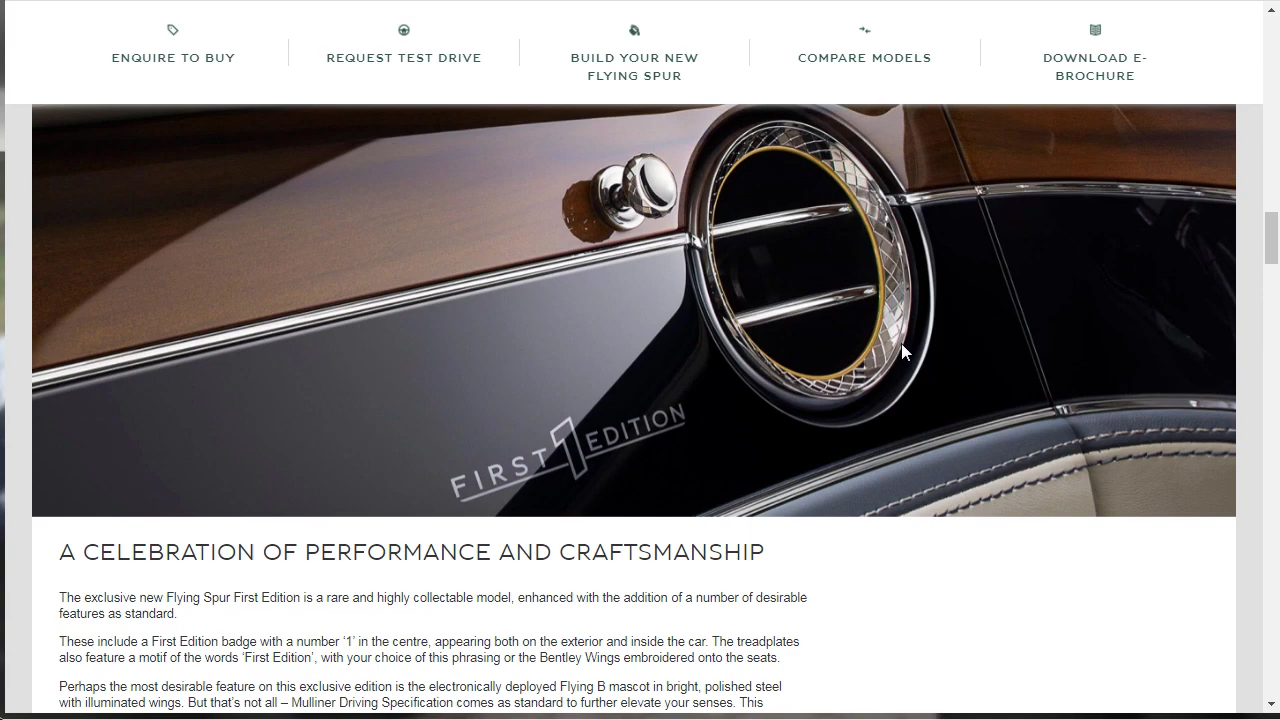 ENQUIRE TO BUY
REQUEST TEST DRIVE
BUILD YOUR NEW
FLYING SPUR
COMPARE MODELS
DOWNLOAD E-
BROCHURE
FIRST 1 EDITION
A CELEBRATION OF PERFORMANCE AND CRAFTSMANSHIP
The exclusive new Flying Spur First Edition is a rare and highly collectable model, enhanced with the addition of a number of desirable
features as standard.
These include a First Edition badge with a number ‘1’ in the centre, appearing both on the exterior and inside the car. The treadplates
also feature a motif of the words ‘First Edition’, with your choice of this phrasing or the Bentley Wings embroidered onto the seats.
Perhaps the most desirable feature on this exclusive edition is the electronically deployed Flying B mascot in bright, polished steel
with illuminated wings. But that’s not all – Mulliner Driving Specification comes as standard to further elevate your senses. This